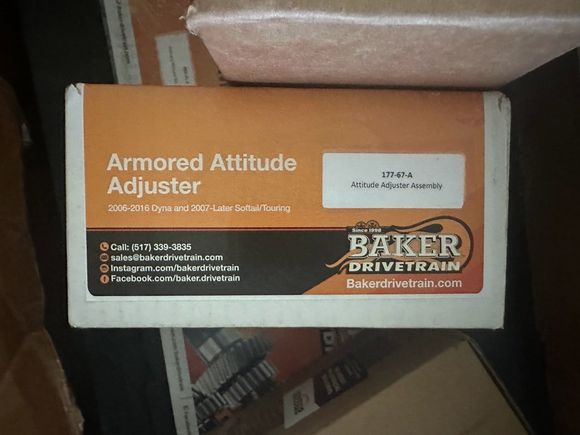 Armored Attitude
Adjuster
2006-2016 Dyna and 2007-Later Softail/Touring
177-67-A
Attitude Adjuster Assembly
Call: (517) 339-3835
sales@bakerdrivetrain.com
Instagram.com/bakerdrivetrain
Facebook.com/baker.drivetrain
Since 1998
BAKER
DRIVETRAIN
Bakerdrivetrain.com